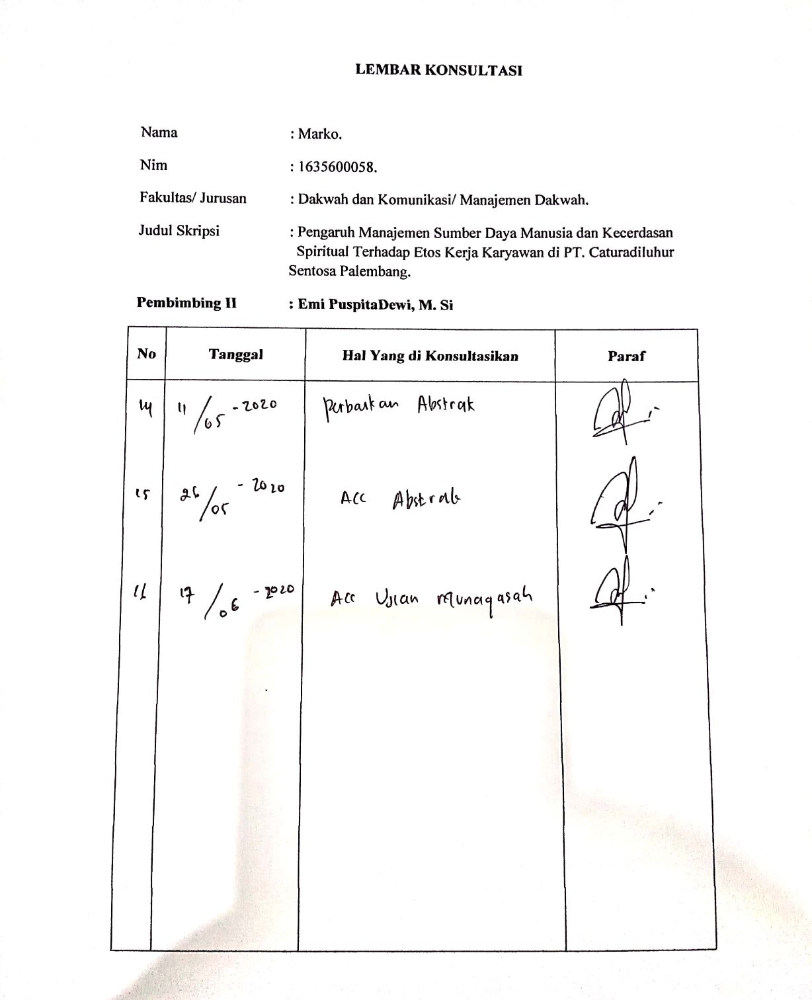 LEMBAR KONSULTASI
Nama : Marko.
Nim : 1635600058.
Fakultas/ Jurusan : Dakwah dan Komunikasi/ Manajemen Dakwah.
Judul Skripsi : Pengaruh Manajemen Sumber Daya Manusia dan Kecerdasan
Spiritual Terhadap Etos Kerja Karyawan di PT. Caturadiluhur
Sentosa Palembang.
Pembimbing II : Emi PuspitaDewi, M. Si
No Tanggal Hal Yang di Konsultasikan Paraf
14 11/05-2020 Perbaikan Abstrak
15 26/05-2020 Acc Abstrak
16 17/06-2020 Acc Ujian Munaqasah